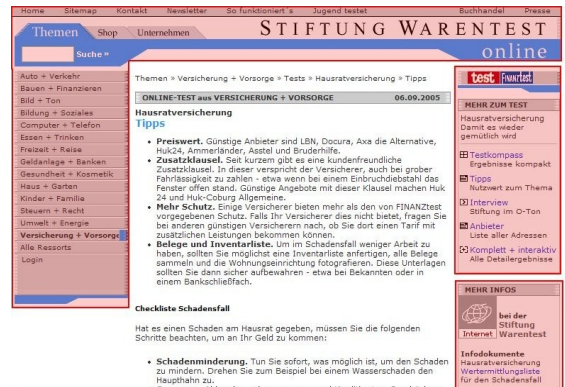 Home Sitemap Kontakt Newsletter So funktioniert´s Jugend testet Buchhandel Presse
Themen Shop Unternehmen
STIFTUNG WARENTEST
online
Suche »
Auto + Verkehr
Bauen + Finanzieren
Bild + Ton
Bildung + Soziales
Computer + Telefon
Essen + Trinken
Freizeit + Reise
Geldanlage + Banken
Gesundheit + Kosmetik
Haus + Garten
Kinder + Familie
Steuern + Recht
Umwelt + Energie
Versicherung + Vorsorge
Alle Ressorts
Login
Themen » Versicherung + Vorsorge » Tests » Hausratversicherung » Tipps
ONLINE-TEST aus VERSICHERUNG + VORSORGE 06.09.2005
Hausratversicherung
Tipps
• Preiswert. Günstige Anbieter sind LBN, Docura, Axa die Alternative,
Huk24, Ammerländer, Asstel und Bruderhilfe.
• Zusatzklausel. Seit kurzem gibt es eine kundenfreundliche
Zusatzklausel. In dieser verspricht der Versicherer, auch bei grober
Fahrlässigkeit zu zahlen - etwa wenn bei einem Einbruchdiebstahl das
Fenster offen stand. Günstige Angebote mit dieser Klausel machen Huk
24 und Huk-Coburg Allgemeine.
• Mehr Schutz. Einige Versicherer bieten mehr als den von FINANZtest
vorgegebenen Schutz. Falls Ihr Versicherer dies nicht bietet, fragen Sie
bei anderen günstigen Versicherern nach, ob Sie dort einen Tarif mit
zusätzlichen Leistungen bekommen können.
• Belege und Inventarliste. Um im Schadensfall weniger Arbeit zu
haben, sollten Sie möglichst eine Inventarliste anfertigen, alle Belege
sammeln und die Wohnungseinrichtung fotografieren. Diese Unterlagen
sollten Sie dann sicher aufbewahren - etwa bei Bekannten oder in
einem Bankschließfach.
Checkliste Schadensfall
Hat es einen Schaden am Hausrat gegeben, müssen Sie die folgenden
Schritte beachten, um an Ihr Geld zu kommen:
• Schadenminderung. Tun Sie sofort, was möglich ist, um den Schaden
zu mindern. Drehen Sie zum Beispiel bei einem Wasserschaden den
Haupthahn zu.
test FINANZtest
MEHR ZUM TEST
Hausratversicherung
Damit es wieder
gemütlich wird
Testkompass
Ergebnisse kompakt
Tipps
Nutzwert zum Thema
Interview
Stiftung im O-Ton
Anbieter
Liste aller Adressen
Komplett + interaktiv
Alle Detailergebnisse
MEHR INFOS
bei der
Stiftung
Warentest
Internet
Infodokumente
Hausratversicherung
Wertermittlungsliste
für den Schadensfall